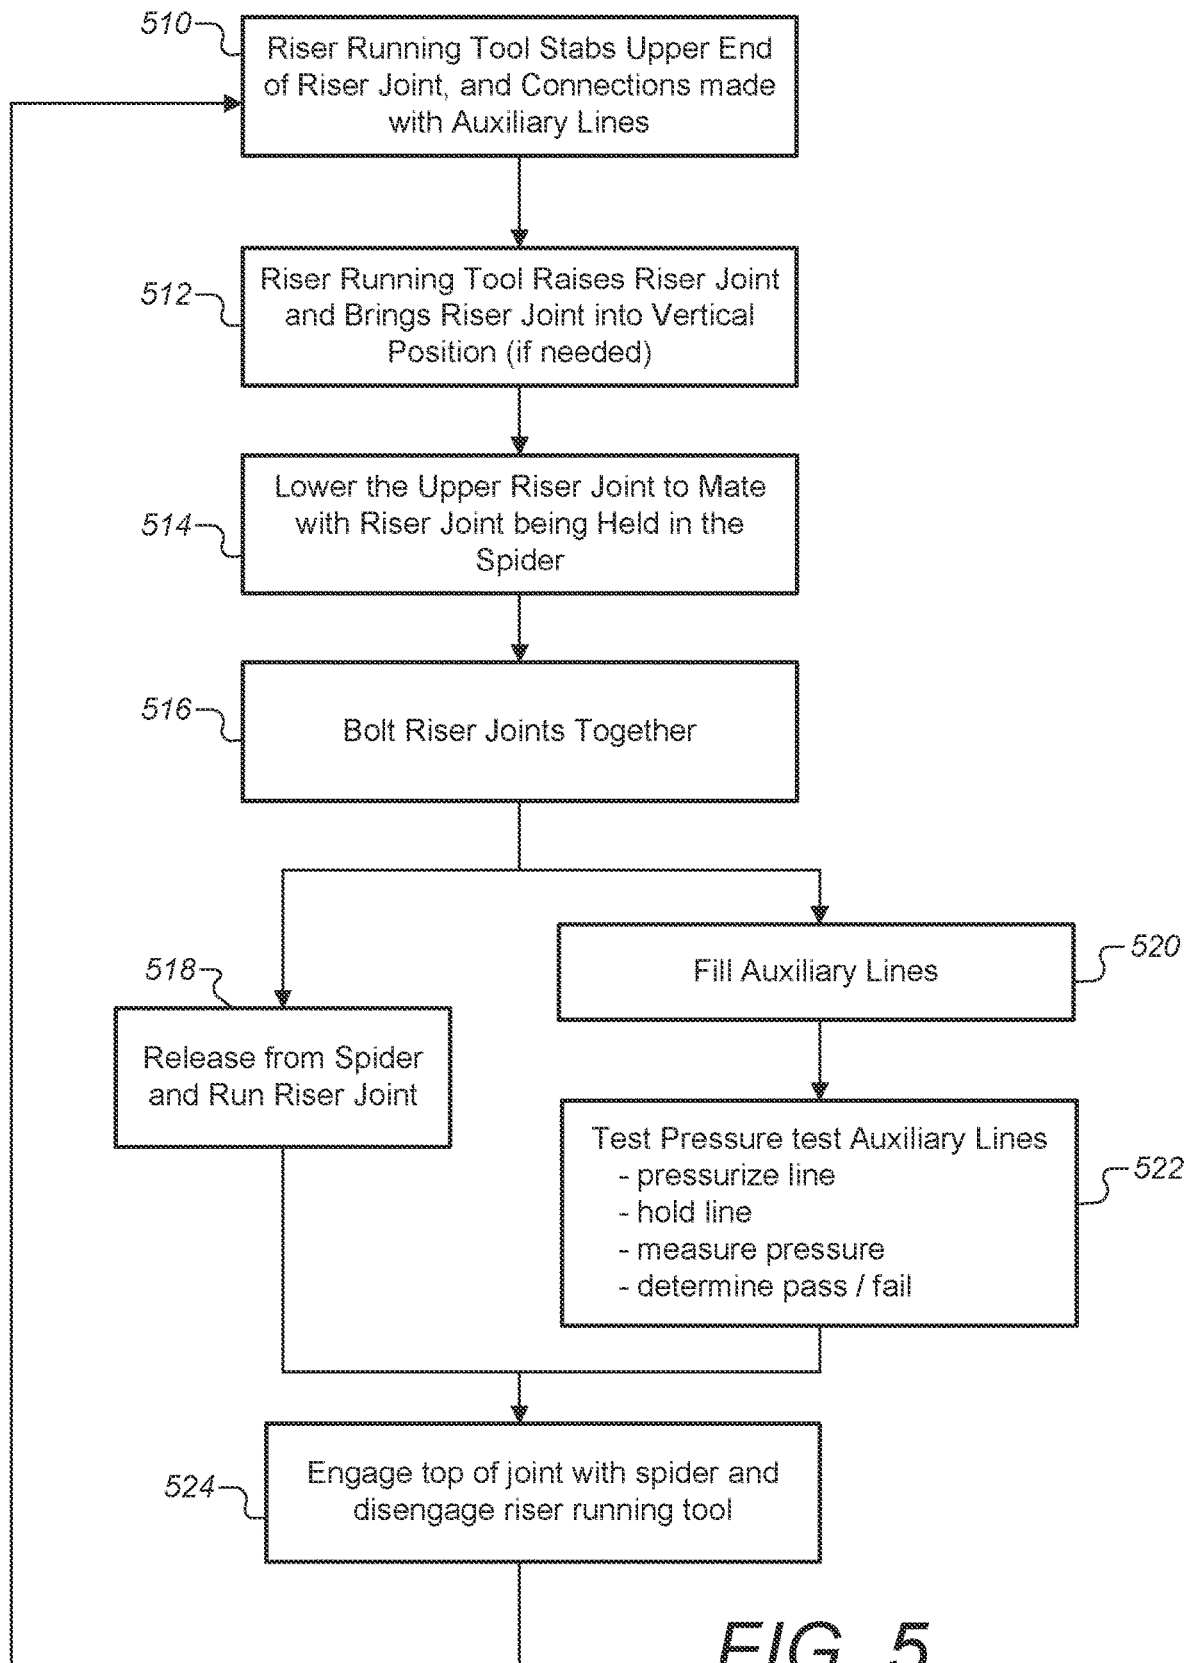 510
Riser Running Tool Stabs Upper End
of Riser Joint, and Connections made
with Auxiliary Lines
512
Riser Running Tool Raises Riser Joint
and Brings Riser Joint into Vertical
Position (if needed)
514
Lower the Upper Riser Joint to Mate
with Riser Joint being Held in the
Spider
516
Bolt Riser Joints Together
518
Release from Spider
and Run Riser Joint
520
Fill Auxiliary Lines
522
Test Pressure test Auxiliary Lines
- pressurize line
- hold line
- measure pressure
- determine pass / fail
524
Engage top of joint with spider and
disengage riser running tool
FIG. 5